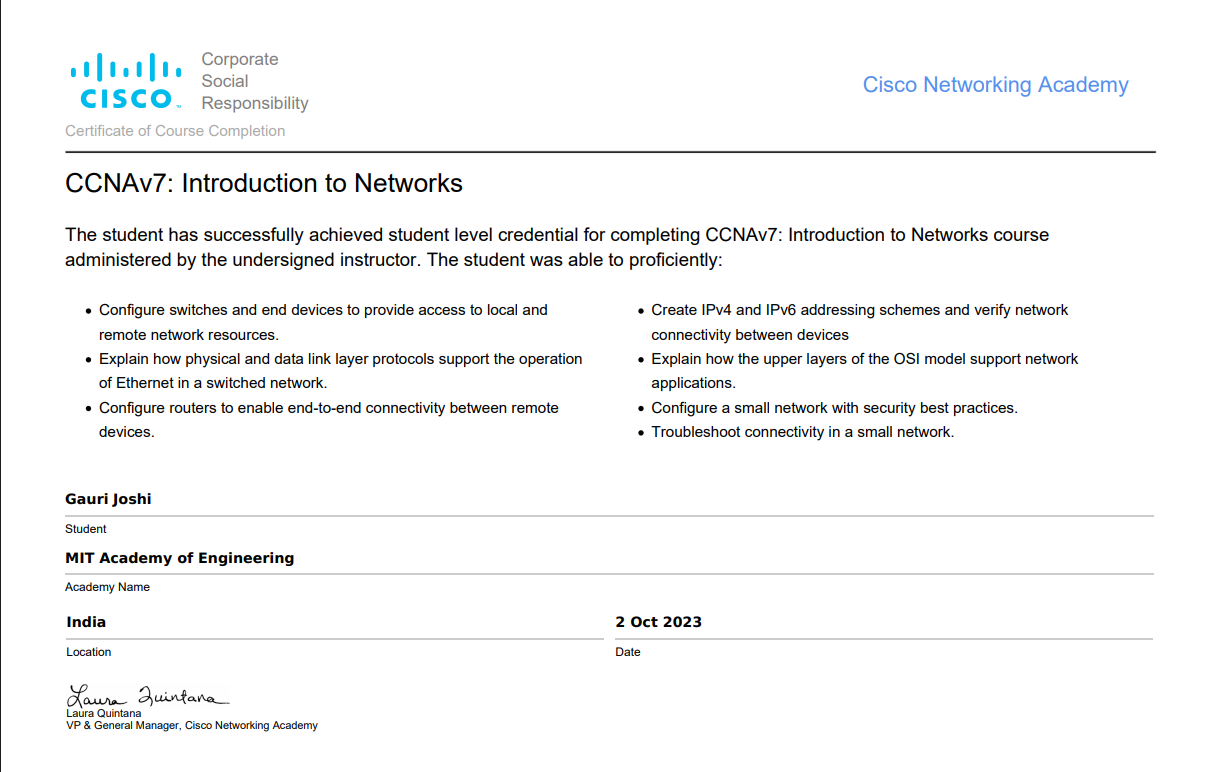 Corporate
Social
Responsibility
CISCO™
Cisco Networking Academy
Certificate of Course Completion
CCNAv7: Introduction to Networks
The student has successfully achieved student level credential for completing CCNAv7: Introduction to Networks course
administered by the undersigned instructor. The student was able to proficiently:
• Configure switches and end devices to provide access to local and
remote network resources.
• Explain how physical and data link layer protocols support the operation
of Ethernet in a switched network.
• Configure routers to enable end-to-end connectivity between remote
devices.
• Create IPv4 and IPv6 addressing schemes and verify network
connectivity between devices
• Explain how the upper layers of the OSI model support network
applications.
• Configure a small network with security best practices.
• Troubleshoot connectivity in a small network.
Gauri Joshi
Student
MIT Academy of Engineering
Academy Name
India
Location
2 Oct 2023
Date
Laura Quintana
Laura Quintana
VP & General Manager, Cisco Networking Academy